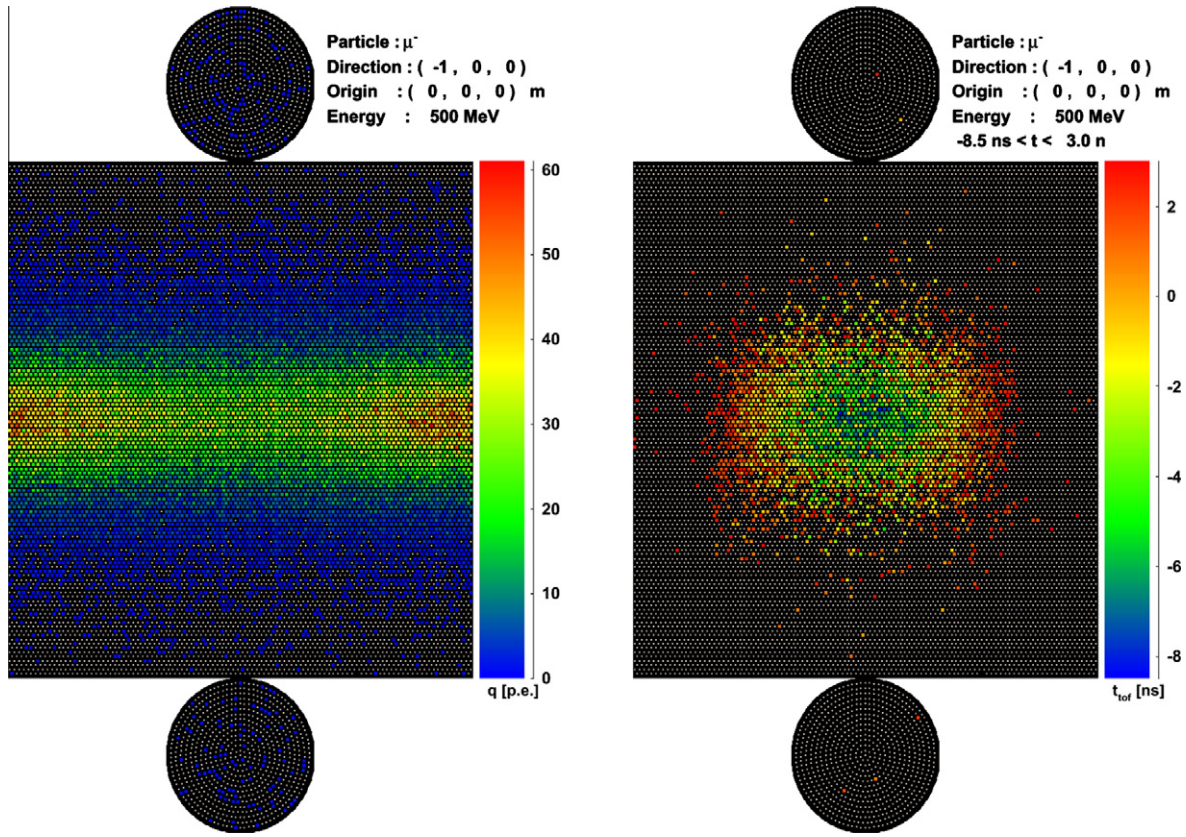 Particle : μ-
Direction : ( -1 , 0 , 0 )
Origin : ( 0, 0, 0 ) m
Energy : 500 MeV
60
50
40
30
20
10
0
q [p.e.]
Particle : μ-
Direction : ( -1 , 0 , 0 )
Origin : ( 0, 0, 0 ) m
Energy : 500 MeV
-8.5 ns < t < 3.0 n
2
0
-2
-4
-6
-8
ttof [ns]